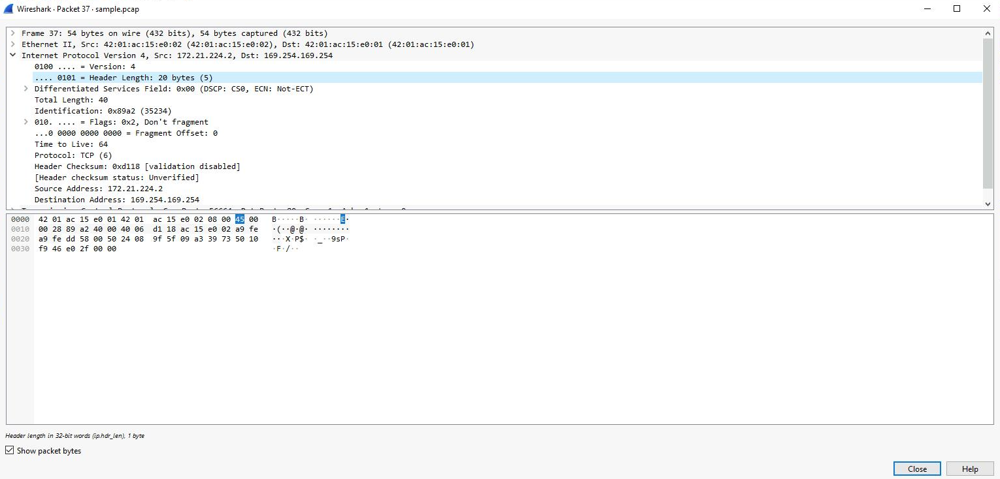 Wireshark · Packet 37 · sample.pcap
Frame 37: 54 bytes on wire (432 bits), 54 bytes captured (432 bits)
Ethernet II, Src: 42:01:ac:15:e0:02 (42:01:ac:15:e0:02), Dst: 42:01:ac:15:e0:01 (42:01:ac:15:e0:01)
Internet Protocol Version 4, Src: 172.21.224.2, Dst: 169.254.169.254
0100 .... = Version: 4
.... 0101 = Header Length: 20 bytes (5)
Differentiated Services Field: 0x00 (DSCP: CS0, ECN: Not-ECT)
Total Length: 40
Identification: 0x89a2 (35234)
010. .... = Flags: 0x2, Don't fragment
...0 0000 0000 0000 = Fragment Offset: 0
Time to Live: 64
Protocol: TCP (6)
Header Checksum: 0xd118 [validation disabled]
[Header checksum status: Unverified]
Source Address: 172.21.224.2
Destination Address: 169.254.169.254
0000 42 01 ac 15 e0 01 42 01 ac 15 e0 02 08 00 45 00 B·····B· ······E·
0010 00 28 89 a2 40 00 40 06 d1 18 ac 15 e0 02 a9 fe ·(··@·@· ········
0020 a9 fe dd 58 00 50 24 08 9f 5f 09 a3 39 73 50 10 ···X·P$· ·_··9sP·
0030 f9 46 e0 2f 00 00 ·F·/··
Header length in 32-bit words (ip.hdr_len), 1 byte
Show packet bytes
Close
Help